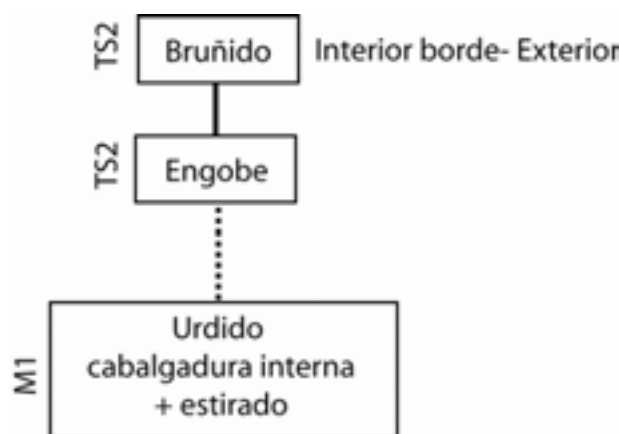 TS2
Bruñido
Interior borde- Exterior
TS2
Engobe
M1
Urdido
cabalgadura interna
+ estirado